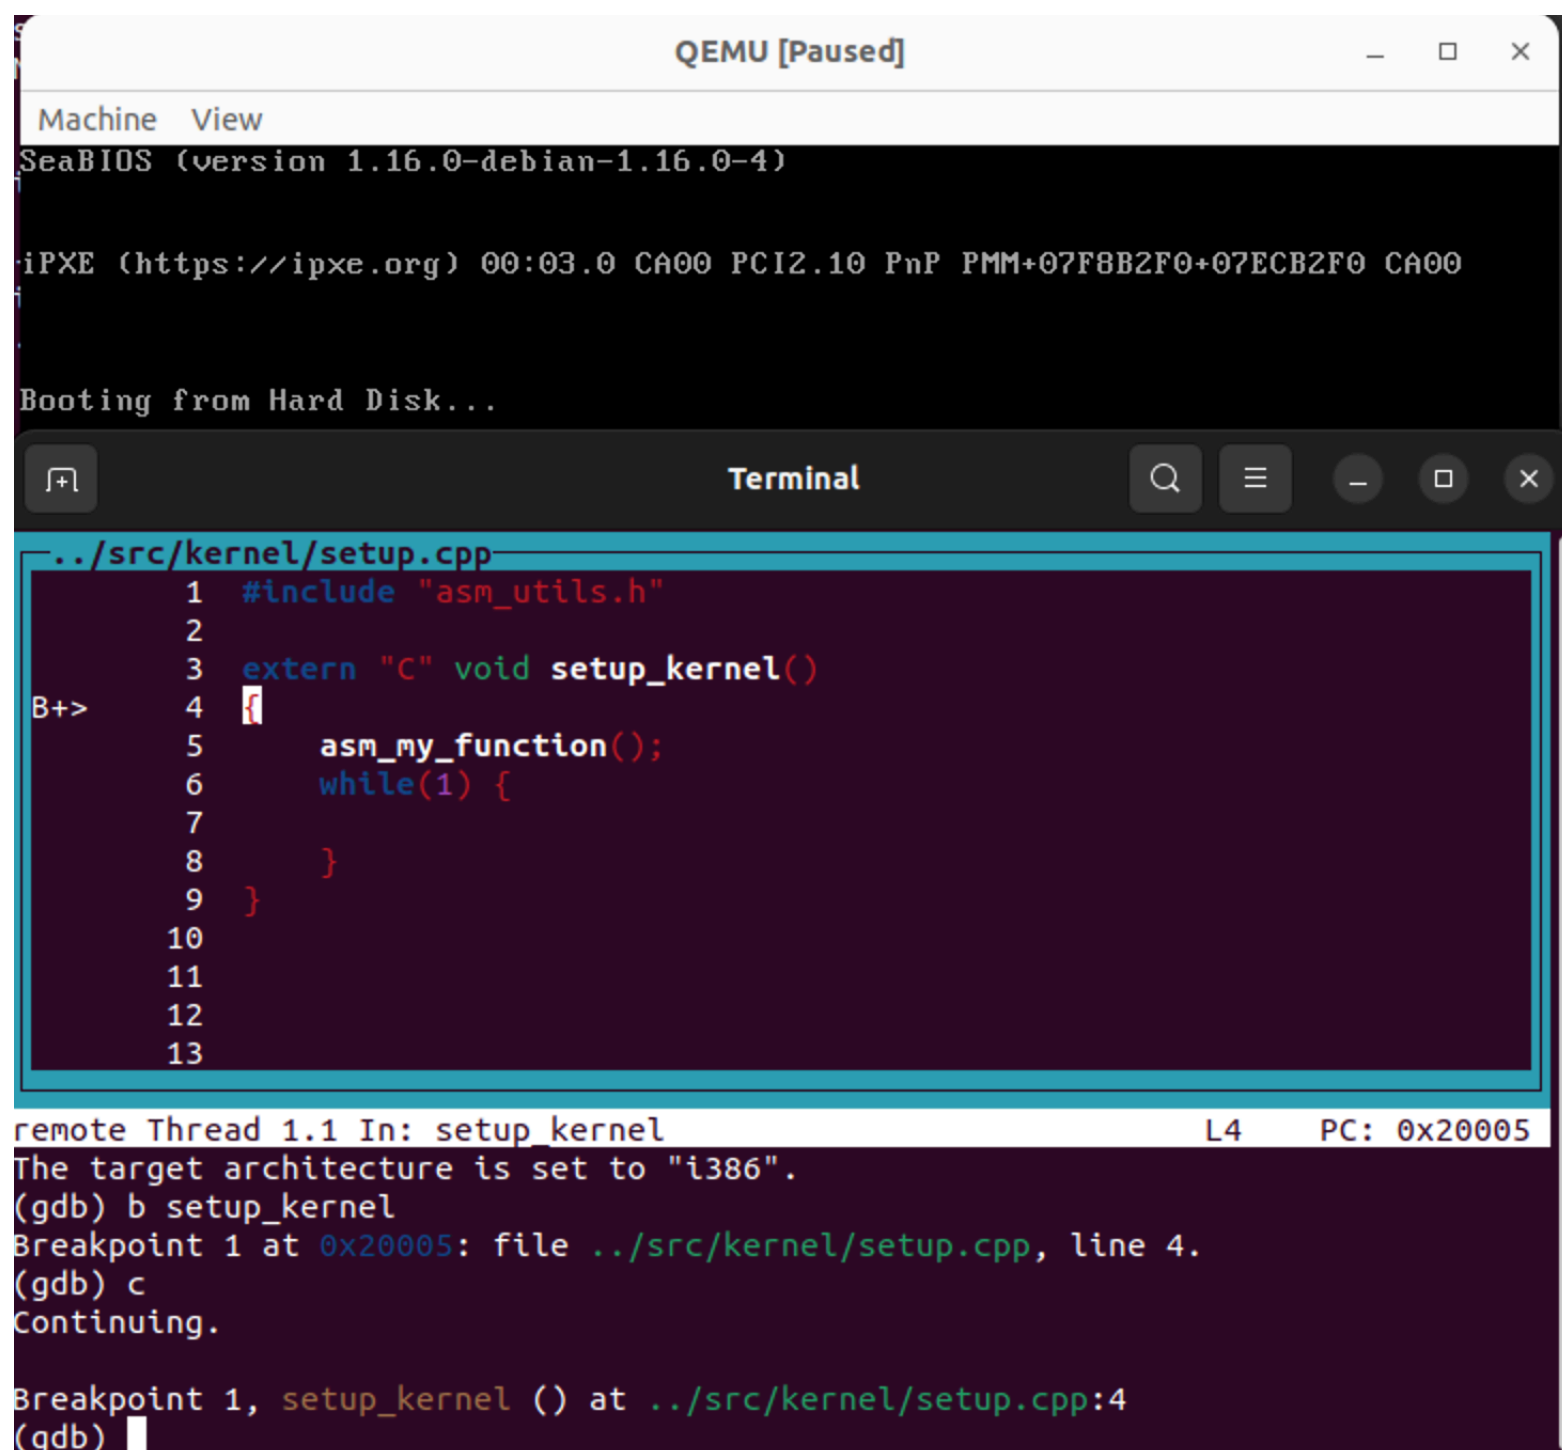 QEMU [Paused]
Machine View
SeaBIOS (version 1.16.0-debian-1.16.0-4)
iPXE (https://ipxe.org) 00:03.0 CA00 PCI2.10 PnP PMM+07F8B2F0+07ECB2F0 CA00
Booting from Hard Disk...
Terminal
../src/kernel/setup.cpp
1 #include "asm_utils.h"
2
3 extern "C" void setup_kernel()
B+> 4 {
5     asm_my_function();
6     while(1) {
7
8     }
9 }
10
11
12
13
remote Thread 1.1 In: setup_kernel L4 PC: 0x20005
The target architecture is set to "i386".
(gdb) b setup_kernel
Breakpoint 1 at 0x20005: file ../src/kernel/setup.cpp, line 4.
(gdb) c
Continuing.
Breakpoint 1, setup_kernel () at ../src/kernel/setup.cpp:4
(gdb)